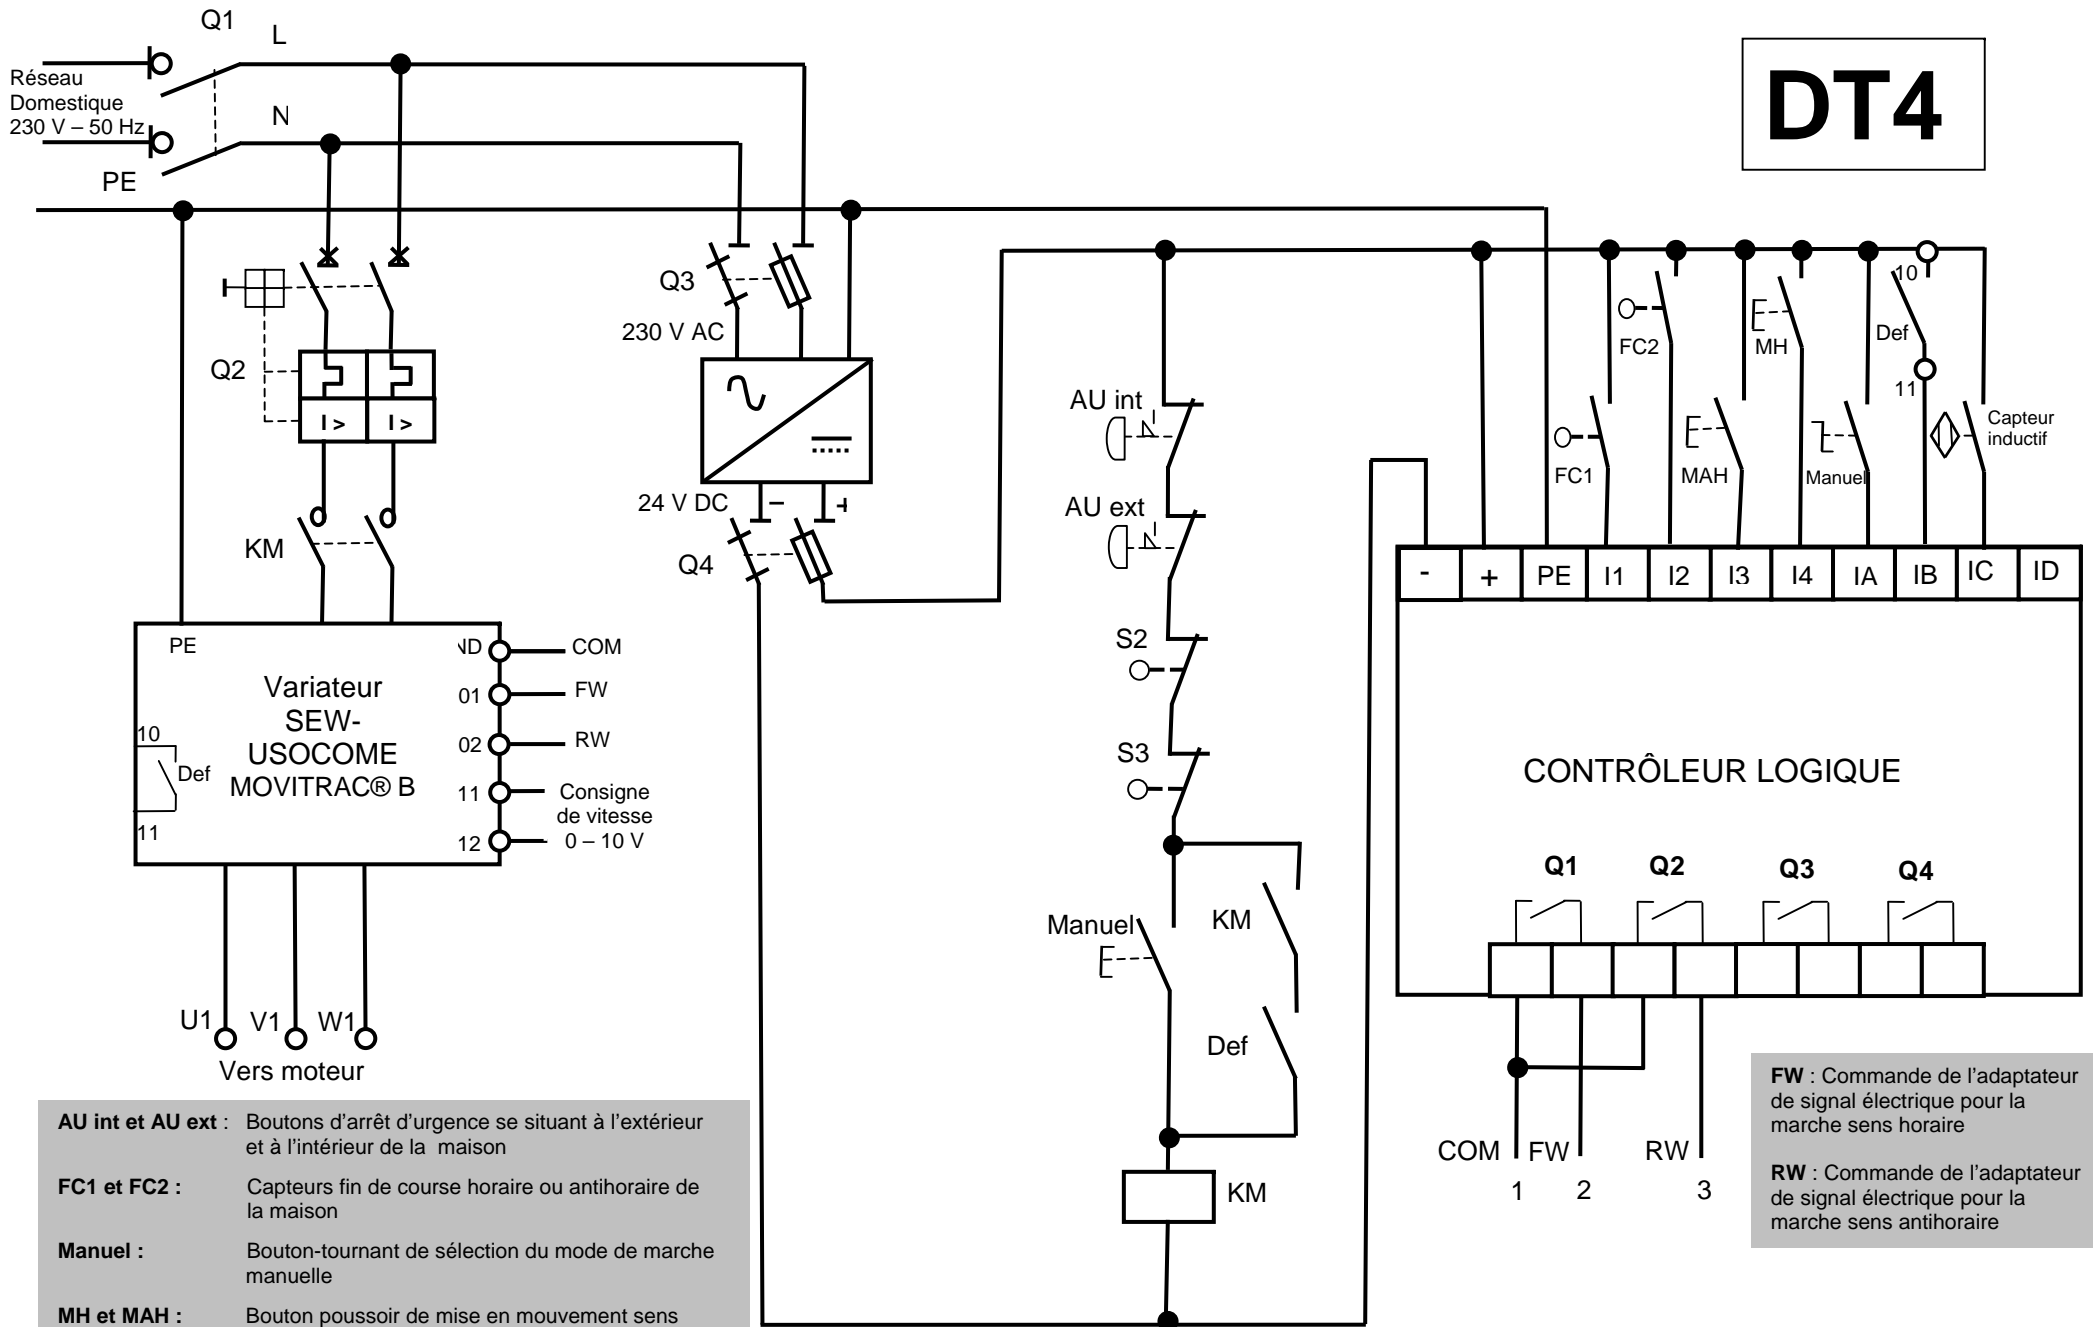 Q1
L
Réseau
Domestique
230 V – 50 Hz
N
PE
DT4
Q3
230 V AC
Q2
I >
I >
24 V DC
–
+
Q4
KM
AU int
AU ext
S2
S3
Manuel
KM
Def
KM
FC2
FC1
MH
MAH
Manuel
10
Def
11
Capteur
inductif
-
+
PE
I1
I2
I3
I4
IA
IB
IC
ID
CONTRÔLEUR LOGIQUE
Q1
Q2
Q3
Q4
COM
FW
RW
1
2
3
PE
Variateur
SEW-
USOCOME
MOVITRAC® B
10
Def
11
ND
COM
01
FW
02
RW
11
12
Consigne
de vitesse
0 – 10 V
U1
V1
W1
Vers moteur
AU int et AU ext : Boutons d'arrêt d'urgence se situant à l'extérieur
et à l'intérieur de la maison
FC1 et FC2 : Capteurs fin de course horaire ou antihoraire de
la maison
Manuel : Bouton-tournant de sélection du mode de marche
manuelle
MH et MAH : Bouton poussoir de mise en mouvement sens
FW : Commande de l'adaptateur
de signal électrique pour la
marche sens horaire
RW : Commande de l'adaptateur
de signal électrique pour la
marche sens antihoraire